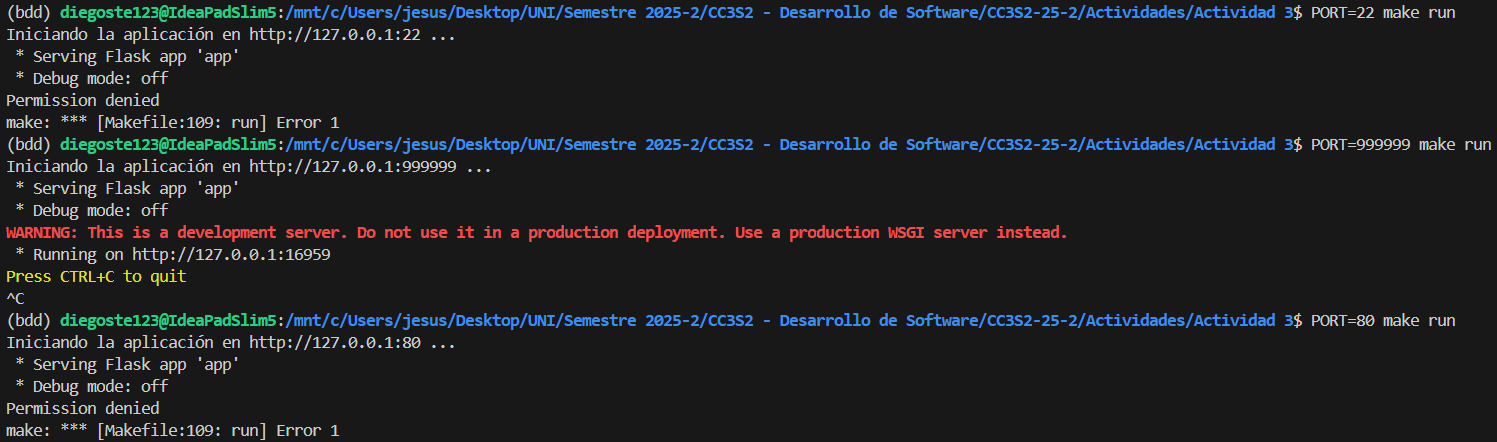 (bdd) diegoste123@IdeaPadSlim5:/mnt/c/Users/jesus/Desktop/UNI/Semestre 2025-2/CC3S2 - Desarrollo de Software/CC3S2-25-2/Actividades/Actividad 3$ PORT=22 make run
Iniciando la aplicación en http://127.0.0.1:22 ...
 * Serving Flask app 'app'
 * Debug mode: off
Permission denied
make: *** [Makefile:109: run] Error 1
(bdd) diegoste123@IdeaPadSlim5:/mnt/c/Users/jesus/Desktop/UNI/Semestre 2025-2/CC3S2 - Desarrollo de Software/CC3S2-25-2/Actividades/Actividad 3$ PORT=999999 make run
Iniciando la aplicación en http://127.0.0.1:999999 ...
 * Serving Flask app 'app'
 * Debug mode: off
WARNING: This is a development server. Do not use it in a production deployment. Use a production WSGI server instead.
 * Running on http://127.0.0.1:16959
Press CTRL+C to quit
^C
(bdd) diegoste123@IdeaPadSlim5:/mnt/c/Users/jesus/Desktop/UNI/Semestre 2025-2/CC3S2 - Desarrollo de Software/CC3S2-25-2/Actividades/Actividad 3$ PORT=80 make run
Iniciando la aplicación en http://127.0.0.1:80 ...
 * Serving Flask app 'app'
 * Debug mode: off
Permission denied
make: *** [Makefile:109: run] Error 1